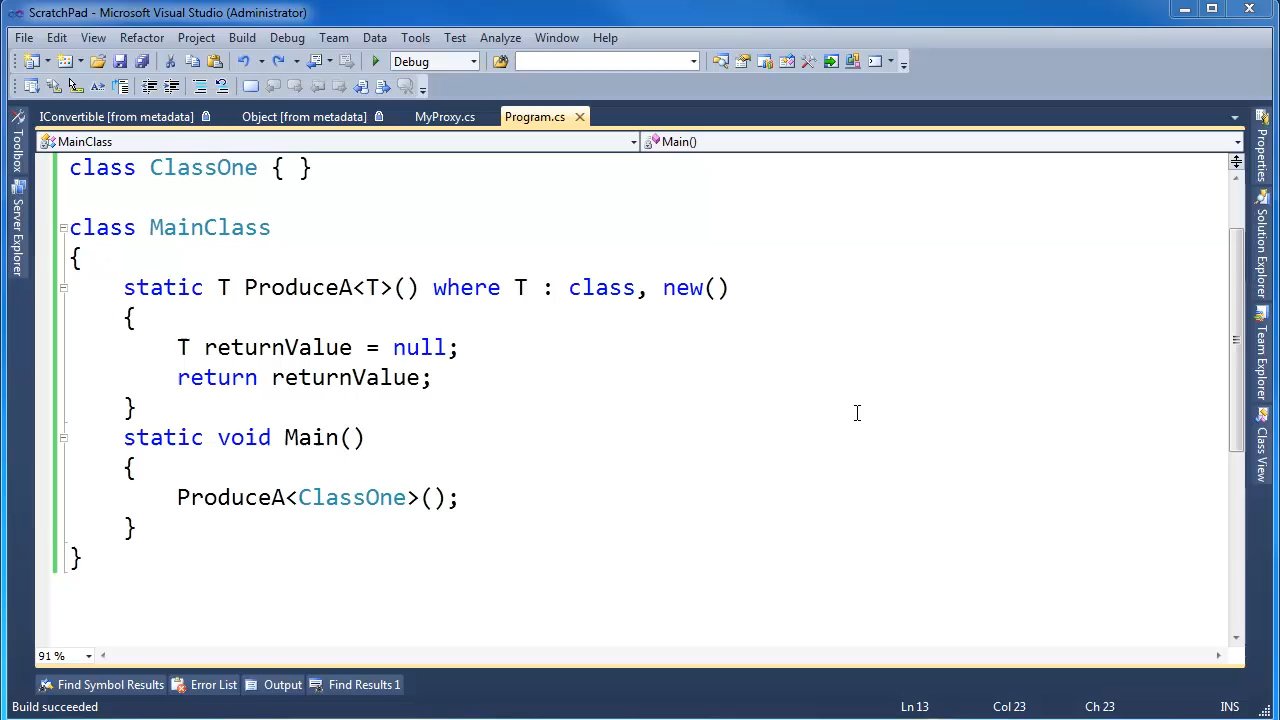 ScratchPad - Microsoft Visual Studio (Administrator)
File Edit View Refactor Project Build Debug Team Data Tools Test Analyze Window Help
Debug
IConvertible [from metadata] Object [from metadata] MyProxy.cs Program.cs
MainClass Main()
class ClassOne { }
class MainClass
{
static T ProduceA<T>() where T : class, new()
{
T returnValue = null;
return returnValue;
}
static void Main()
{
ProduceA<ClassOne>();
}
}
91 %
Toolbox
Server Explorer
Properties
Solution Explorer
Team Explorer
Class View
Find Symbol Results Error List Output Find Results 1
Build succeeded Ln 13 Col 23 Ch 23 INS